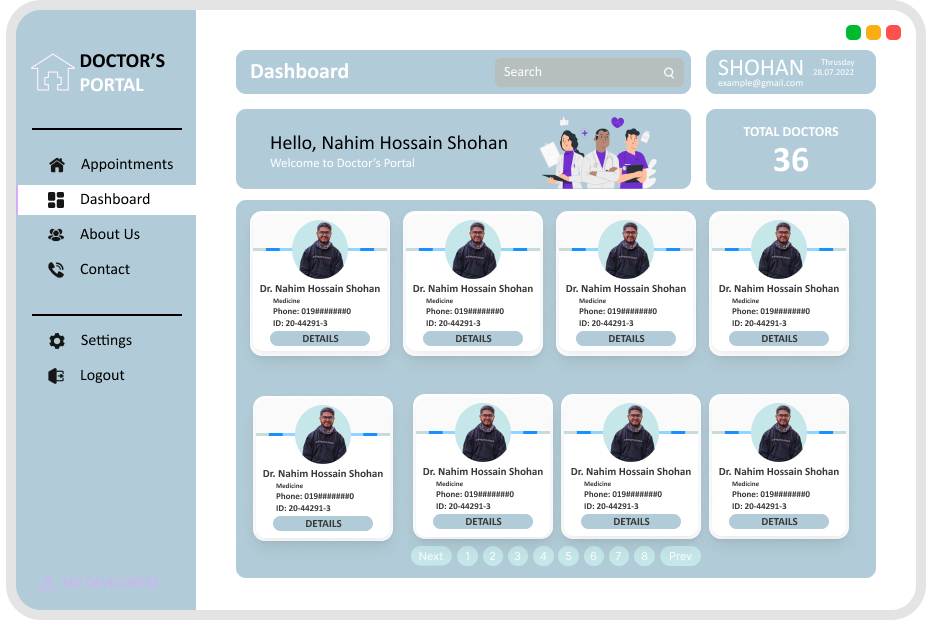 DOCTOR'S
PORTAL
Appointments
Dashboard
About Us
Contact
Settings
Logout
Dashboard
Search
SHOHAN
Thrusday
28.07.2022
example@gmail.com
Hello, Nahim Hossain Shohan
Welcome to Doctor's Portal
TOTAL DOCTORS
36
Dr. Nahim Hossain Shohan
Medicine
Phone: 019#######0
ID: 20-44291-3
DETAILS
Dr. Nahim Hossain Shohan
Medicine
Phone: 019#######0
ID: 20-44291-3
DETAILS
Dr. Nahim Hossain Shohan
Medicine
Phone: 019#######0
ID: 20-44291-3
DETAILS
Dr. Nahim Hossain Shohan
Medicine
Phone: 019#######0
ID: 20-44291-3
DETAILS
Dr. Nahim Hossain Shohan
Medicine
Phone: 019#######0
ID: 20-44291-3
DETAILS
Dr. Nahim Hossain Shohan
Medicine
Phone: 019#######0
ID: 20-44291-3
DETAILS
Dr. Nahim Hossain Shohan
Medicine
Phone: 019#######0
ID: 20-44291-3
DETAILS
Dr. Nahim Hossain Shohan
Medicine
Phone: 019#######0
ID: 20-44291-3
DETAILS
Next 1 2 3 4 5 6 7 8 Prev